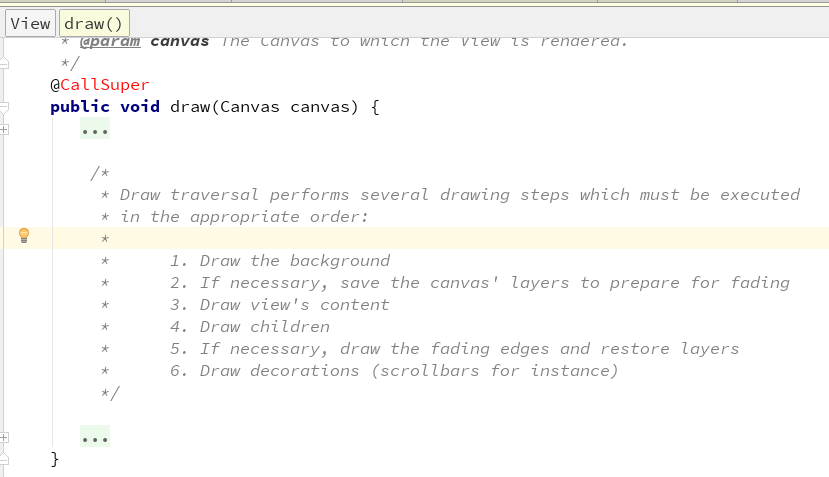 View draw()
* @param canvas The Canvas to which the View is rendered.
*/
@CallSuper
public void draw(Canvas canvas) {
...
/*
* Draw traversal performs several drawing steps which must be executed
* in the appropriate order:
*
* 1. Draw the background
* 2. If necessary, save the canvas' layers to prepare for fading
* 3. Draw view's content
* 4. Draw children
* 5. If necessary, draw the fading edges and restore layers
* 6. Draw decorations (scrollbars for instance)
*/
...
}